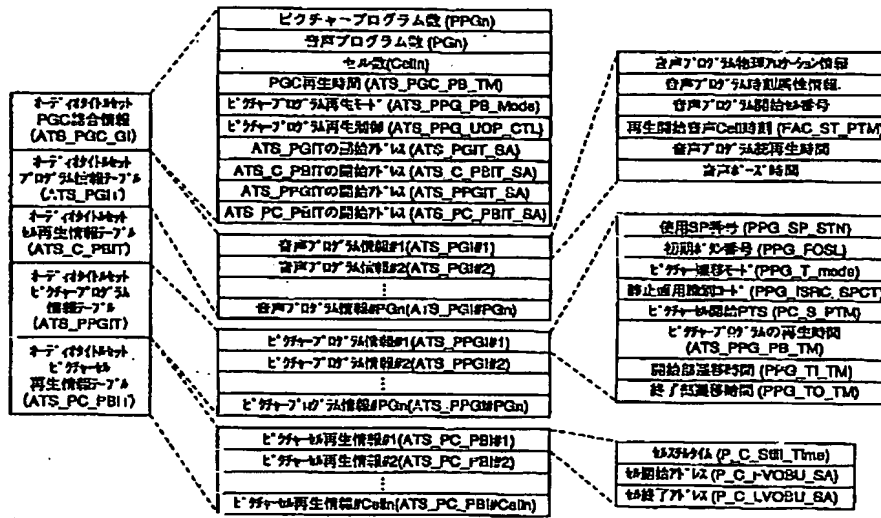 オーディオタイトルセット
PGC総合情報
(ATS_PGC_GI)
オーディオタイトルセット
プログラム情報テーブル
(ATS_PGIT)
オーディオタイトルセット
セル再生情報テーブル
(ATS_C_PBIT)
オーディオタイトルセット
ピクチャープログラム
情報テーブル
(ATS_PPGIT)
オーディオタイトルセット
ピクチャーセル
再生情報テーブル
(ATS_PC_PBIT)
ピクチャープログラム数 (PPGn)
音声プログラム数 (PGn)
セル数(Celln)
PGC再生時間 (ATS_PGC_PB_TM)
ピクチャープログラム再生モード (ATS_PPG_PB_Mode)
ピクチャープログラム再生制御 (ATS_PPG_UOP_CTL)
ATS_PGITの開始アドレス (ATS_PGIT_SA)
ATS_C_PBITの開始アドレス (ATS_C_PBIT_SA)
ATS_PPGITの開始アドレス (ATS_PPGIT_SA)
ATS_PC_PBITの開始アドレス (ATS_PC_PBIT_SA)
音声プログラム情報#1(ATS_PGI#1)
音声プログラム情報#2(ATS_PGI#2)
⋮
音声プログラム情報#PGn(ATS_PGI#PGn)
ピクチャープログラム情報#1(ATS_PPGI#1)
ピクチャープログラム情報#2(ATS_PPGI#2)
⋮
ピクチャープログラム情報#PGn(ATS_PPGI#PGn)
ピクチャーセル再生情報#1(ATS_PC_PBI#1)
ピクチャーセル再生情報#2(ATS_PC_PBI#2)
⋮
ピクチャーセル再生情報#Celln(ATS_PC_PBI#Celln)
音声プログラム物理アロケーション情報
音声プログラム時刻属性情報
音声プログラム開始セル番号
再生開始音声Cell時刻 (FAC_ST_PTM)
音声プログラム総再生時間
音声ポーズ時間
使用SP番号 (PPG_SP_STN)
初期ボタン番号 (PPG_FOSL)
ピクチャー遷移モード (PPG_T_mode)
静止画用識別コード (PPG_ISRC_SPCT)
ピクチャーセル開始PTS (PC_S_PTM)
ピクチャープログラムの再生時間
(ATS_PPG_PB_TM)
開始部遷移時間 (PPG_TI_TM)
終了部遷移時間 (PPG_TO_TM)
セルスチルタイム (P_C_Still_Time)
セル開始アドレス (P_C_FVOBU_SA)
セル終了アドレス (P_C_LVOBU_SA)